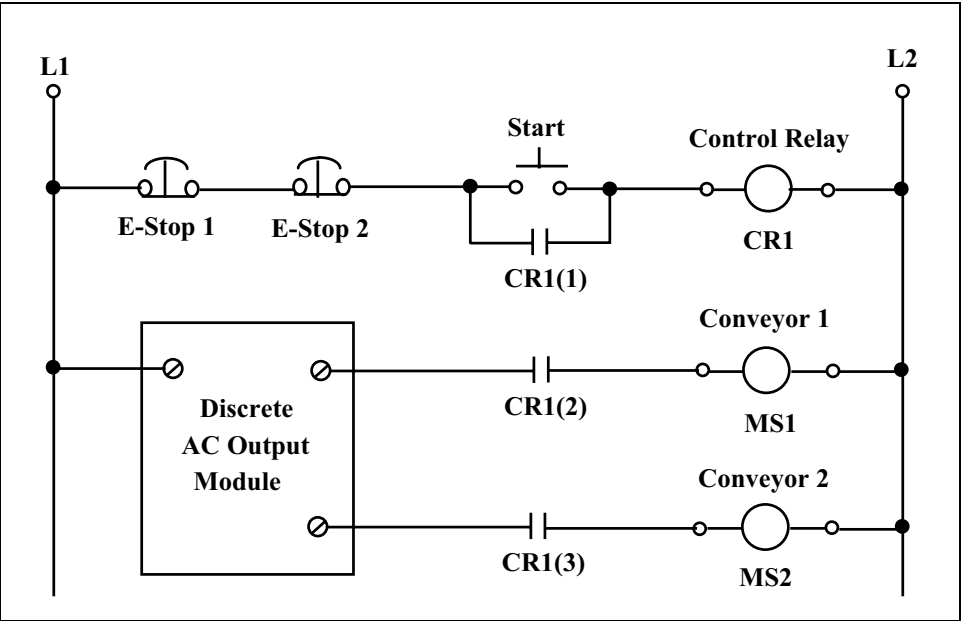 L1
L2
Start
Control Relay
E-Stop 1
E-Stop 2
CR1
CR1(1)
Conveyor 1
Discrete
AC Output
Module
CR1(2)
MS1
Conveyor 2
CR1(3)
MS2